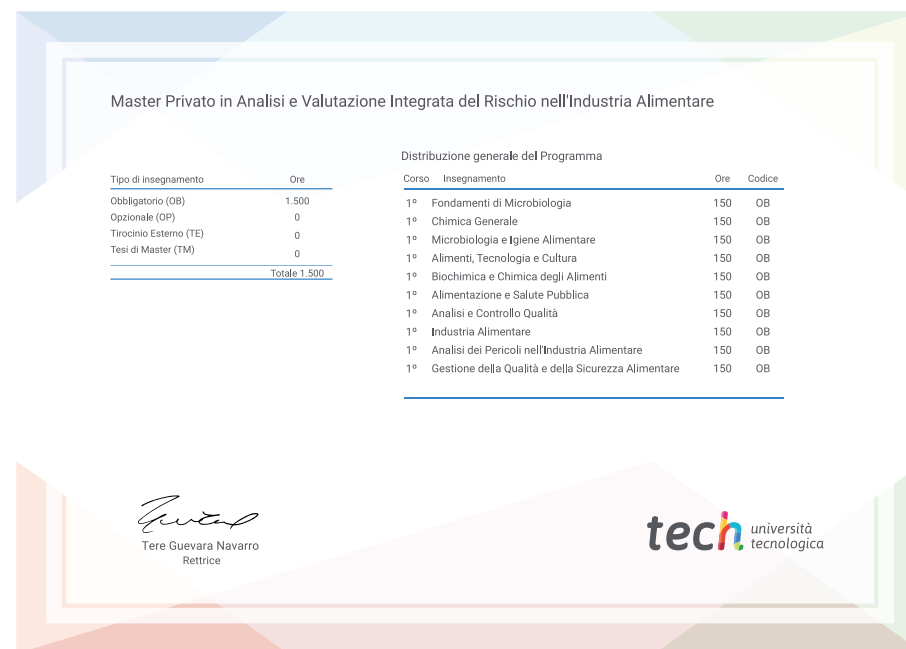 Master Privato in Analisi e Valutazione Integrata del Rischio nell'Industria Alimentare
Tipo di insegnamento Ore
Obbligatorio (OB) 1.500
Opzionale (OP) 0
Tirocinio Esterno (TE) 0
Tesi di Master (TM) 0
Totale 1.500
Distribuzione generale del Programma
Corso Insegnamento Ore Codice
1º Fondamenti di Microbiologia 150 OB
1º Chimica Generale 150 OB
1º Microbiologia e Igiene Alimentare 150 OB
1º Alimenti, Tecnologia e Cultura 150 OB
1º Biochimica e Chimica degli Alimenti 150 OB
1º Alimentazione e Salute Pubblica 150 OB
1º Analisi e Controllo Qualità 150 OB
1º Industria Alimentare 150 OB
1º Analisi dei Pericoli nell'Industria Alimentare 150 OB
1º Gestione della Qualità e della Sicurezza Alimentare 150 OB
Tere Guevara Navarro
Rettrice
tech università
tecnologica